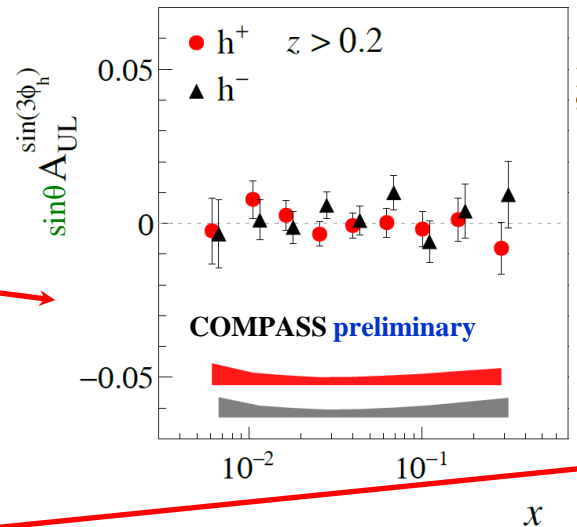 h⁺ z > 0.2
h⁻
sinθ A_UL^sin(3ϕ_h)
0.05
0
−0.05
COMPASS preliminary
10⁻² 10⁻¹
x